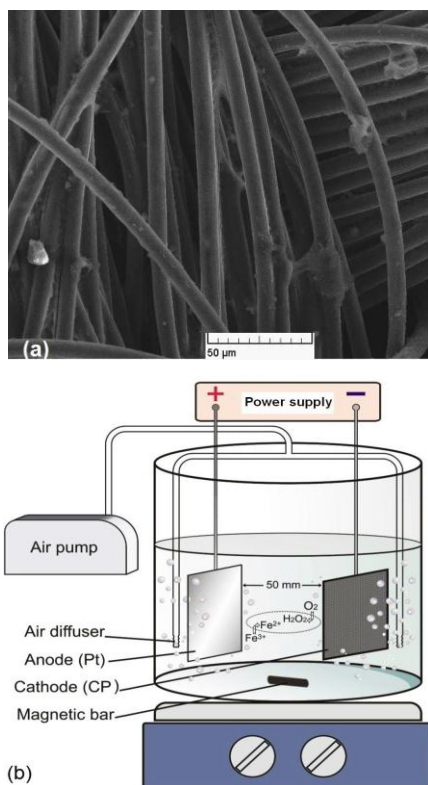 (a)
50 µm
+
Power supply
−
Air pump
50 mm
O₂
H₂O₂
Fe²⁺
Fe³⁺
Air diffuser
Anode (Pt)
Cathode (CP)
Magnetic bar
(b)